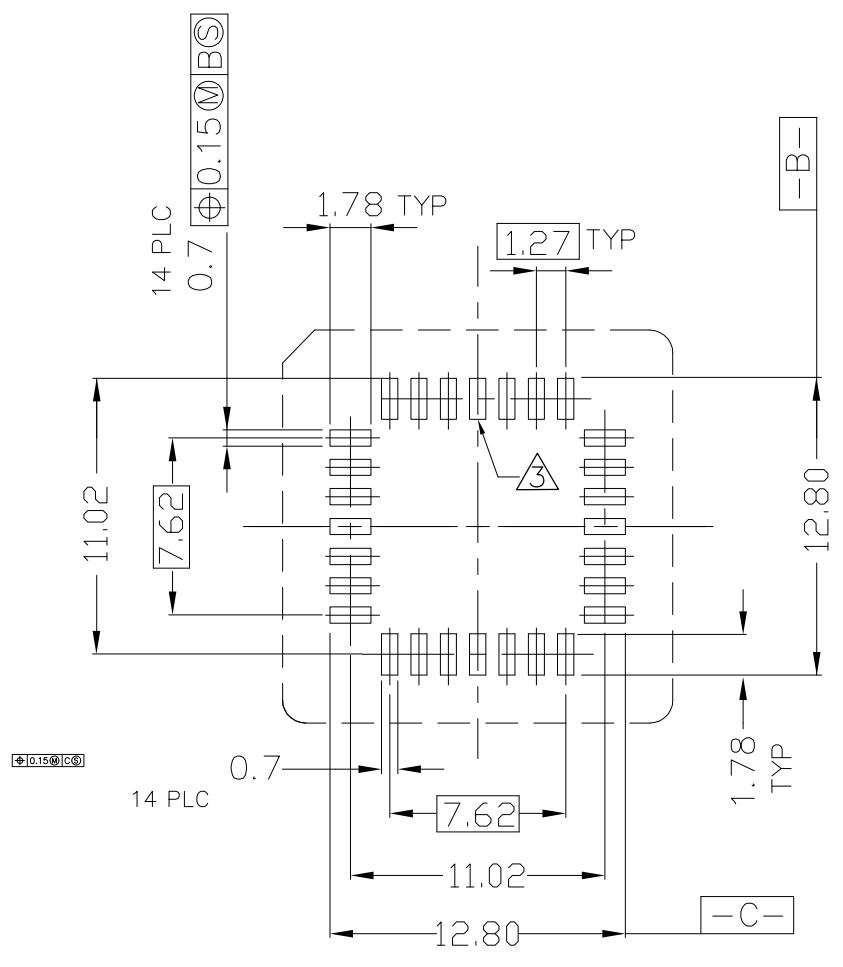 ⌖ 0.15 Ⓜ B Ⓢ
14 PLC
0.7
1.78 TYP
1.27 TYP
-B-
11.02
7.62
3
12.80
1.78
TYP
⌖ 0.15 Ⓜ C Ⓢ
0.7
14 PLC
7.62
11.02
12.80
-C-